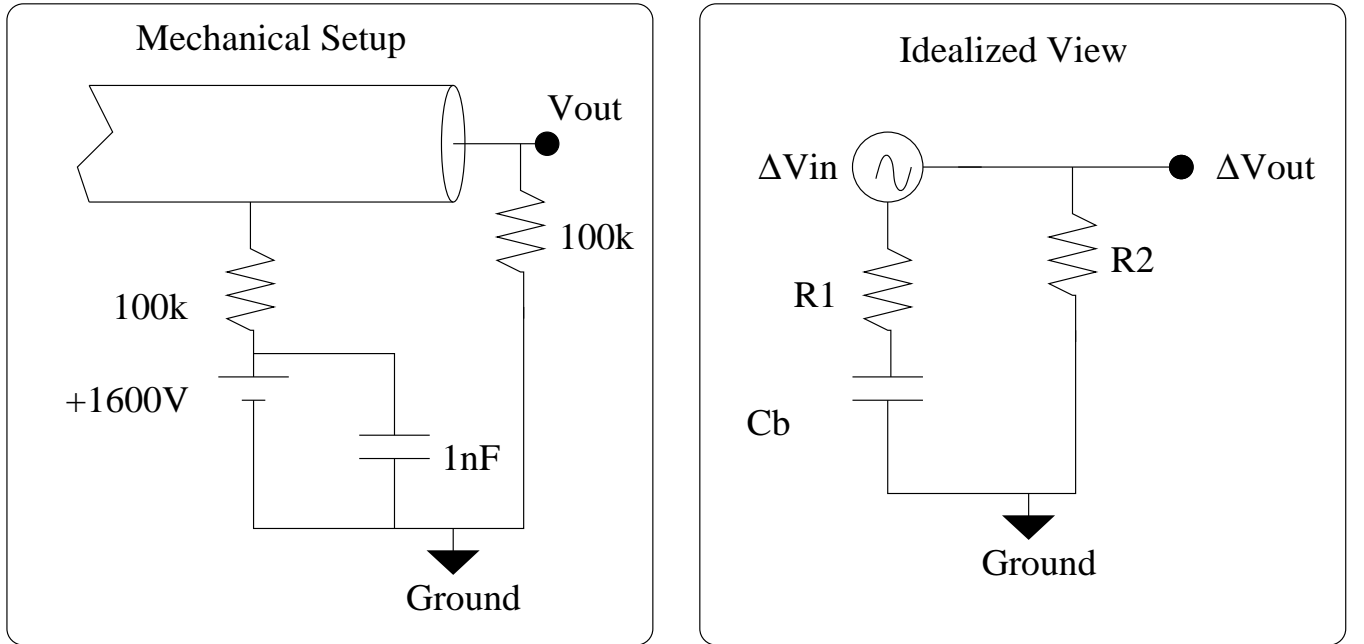 Mechanical Setup
Vout
100k
100k
+1600V
1nF
Ground
Idealized View
ΔVin
ΔVout
R2
R1
Cb
Ground